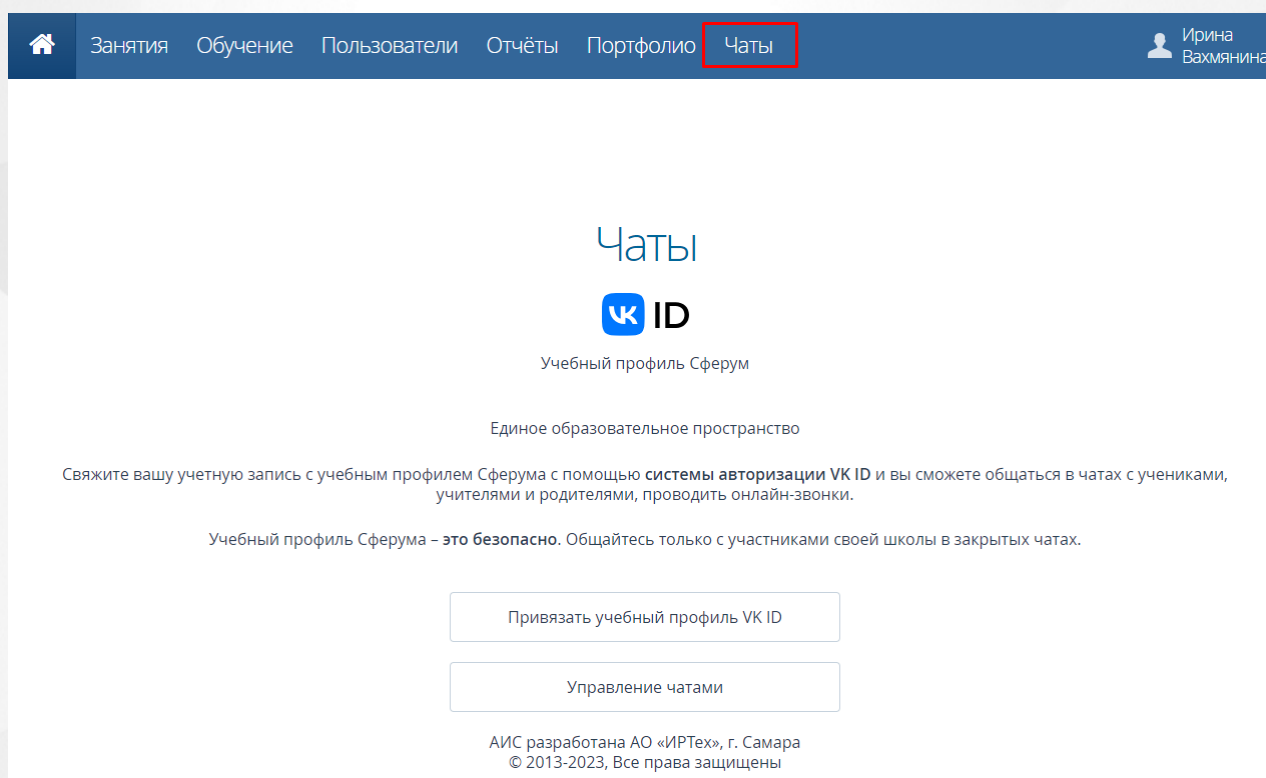 Занятия Обучение Пользователи Отчёты Портфолио Чаты
Ирина
Вахмянина
Чаты
VK ID
Учебный профиль Сферум
Единое образовательное пространство
Свяжите вашу учетную запись с учебным профилем Сферума с помощью системы авторизации VK ID и вы сможете общаться в чатах с учениками,
учителями и родителями, проводить онлайн-звонки.
Учебный профиль Сферума – это безопасно. Общайтесь только с участниками своей школы в закрытых чатах.
Привязать учебный профиль VK ID
Управление чатами
АИС разработана АО «ИРТех», г. Самара
© 2013-2023, Все права защищены